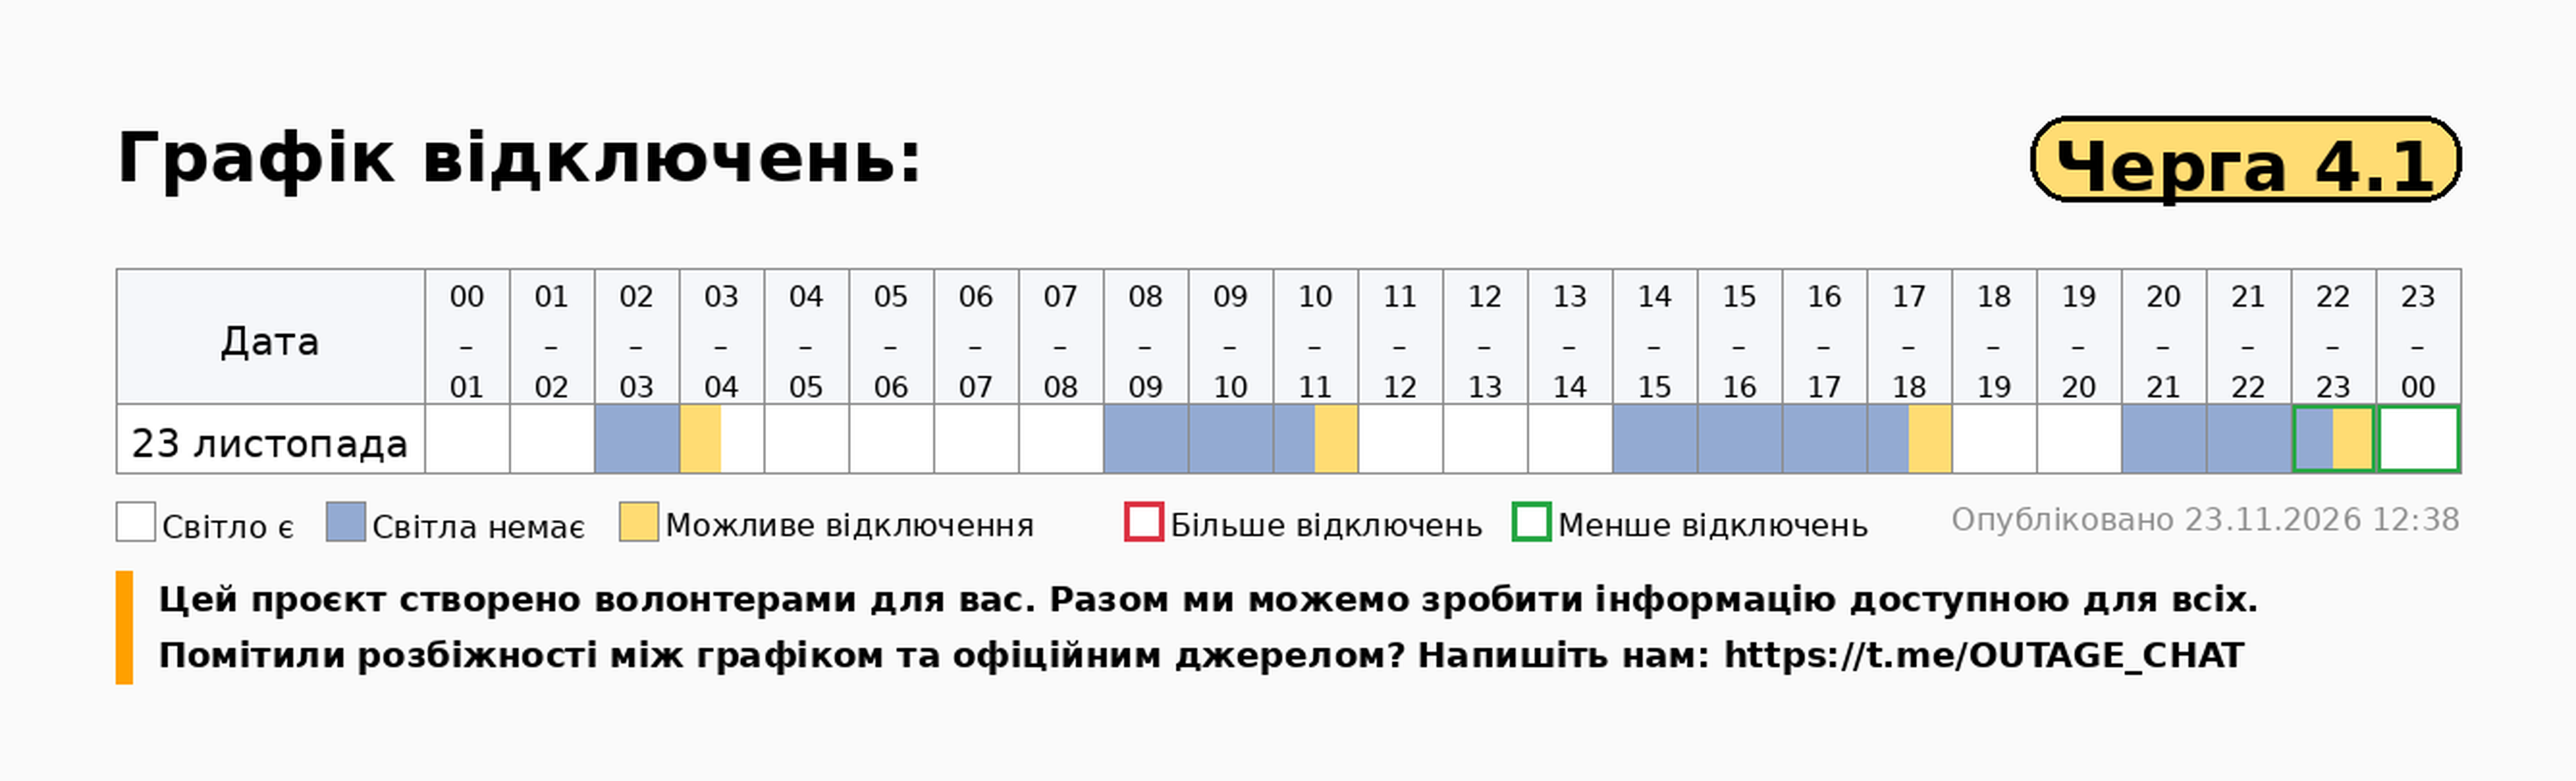 Графік відключень:
Черга 4.1
Дата
00 – 01
01 – 02
02 – 03
03 – 04
04 – 05
05 – 06
06 – 07
07 – 08
08 – 09
09 – 10
10 – 11
11 – 12
12 – 13
13 – 14
14 – 15
15 – 16
16 – 17
17 – 18
18 – 19
19 – 20
20 – 21
21 – 22
22 – 23
23 – 00
23 листопада
Світло є
Світла немає
Можливе відключення
Більше відключень
Менше відключень
Опубліковано 23.11.2026 12:38
Цей проєкт створено волонтерами для вас. Разом ми можемо зробити інформацію доступною для всіх.
Помітили розбіжності між графіком та офіційним джерелом? Напишіть нам: https://t.me/OUTAGE_CHAT